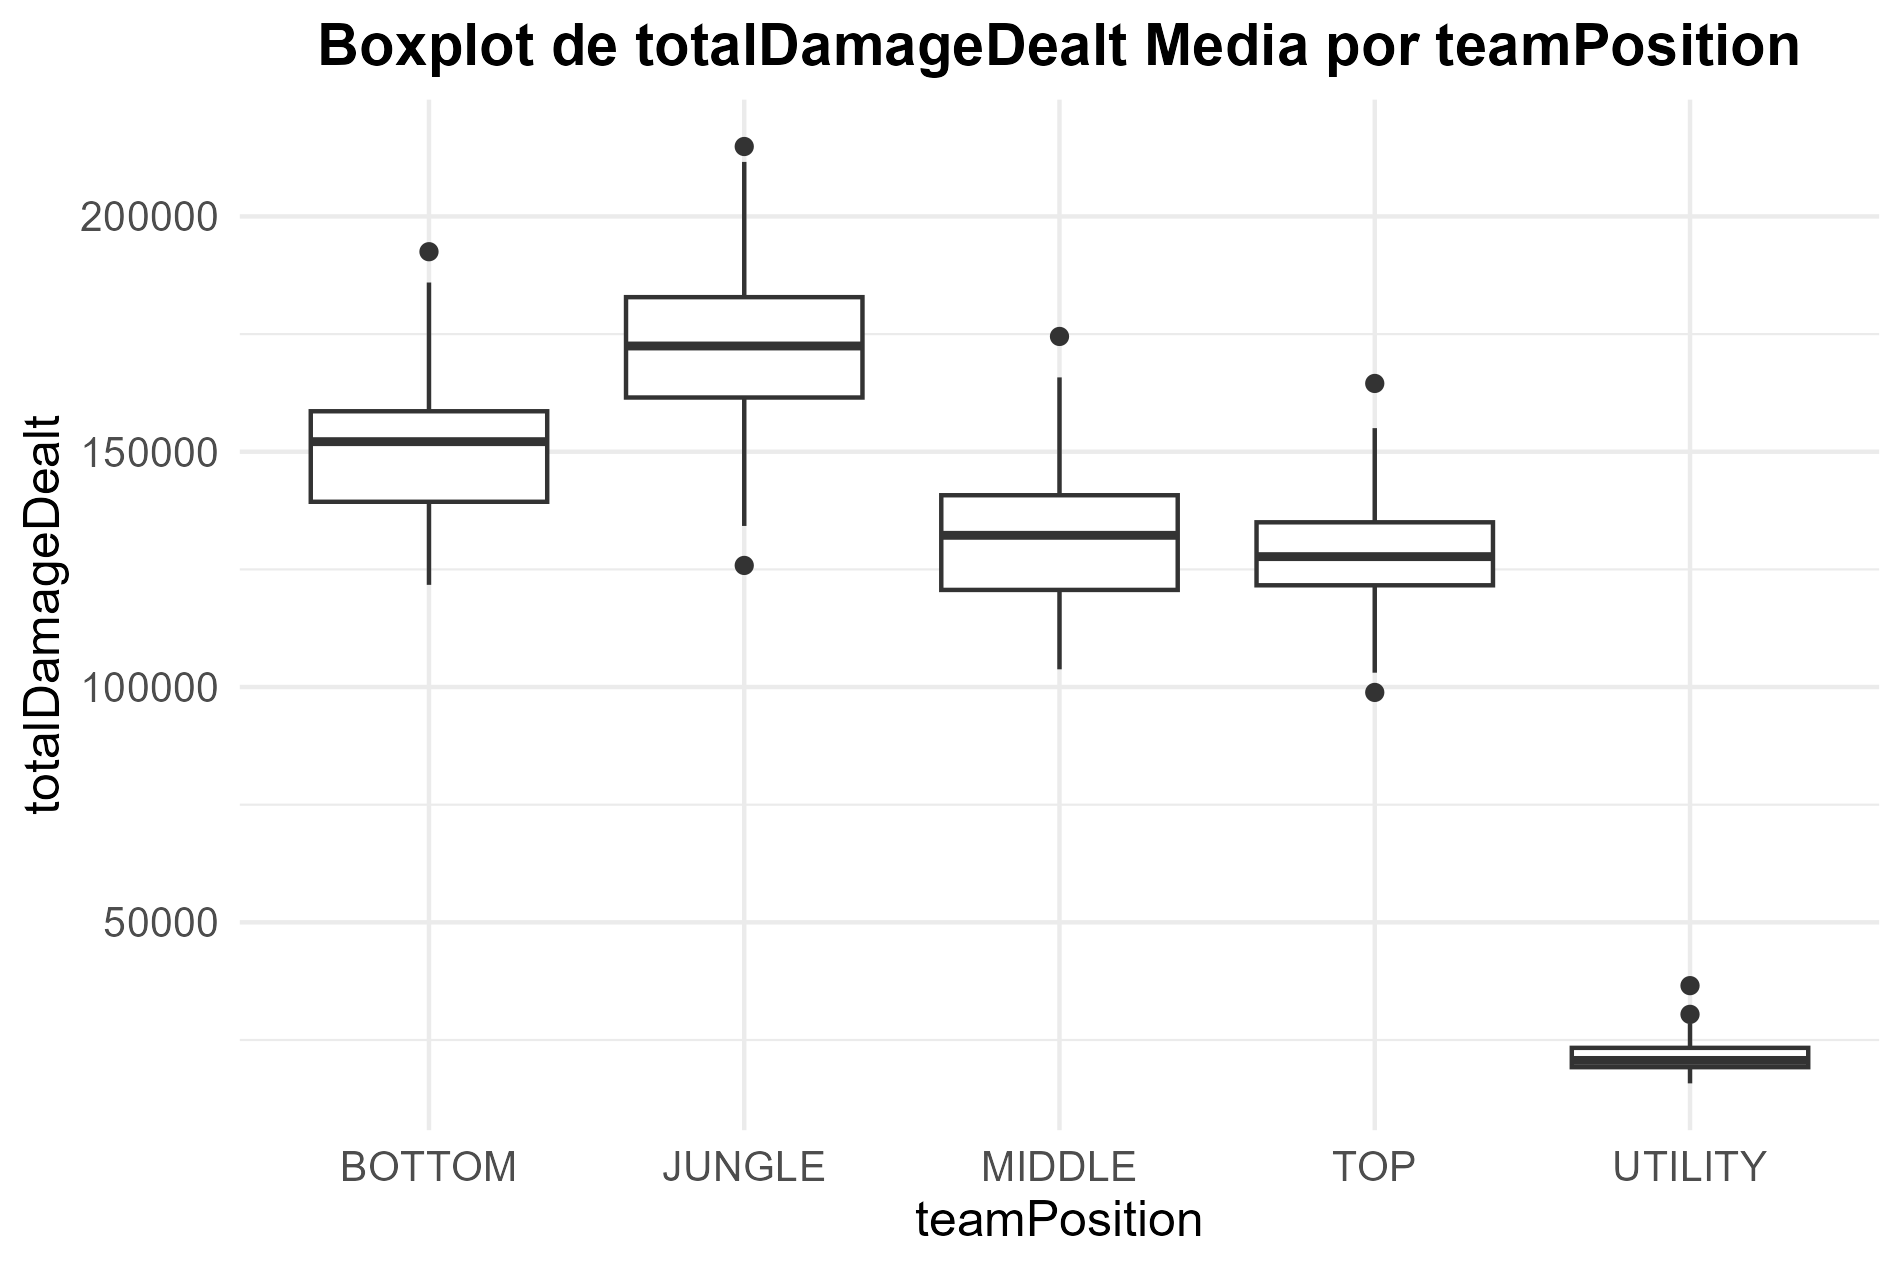 Boxplot de totalDamageDealt Media por teamPosition
totalDamageDealt
200000
150000
100000
50000
BOTTOM JUNGLE MIDDLE TOP UTILITY
teamPosition